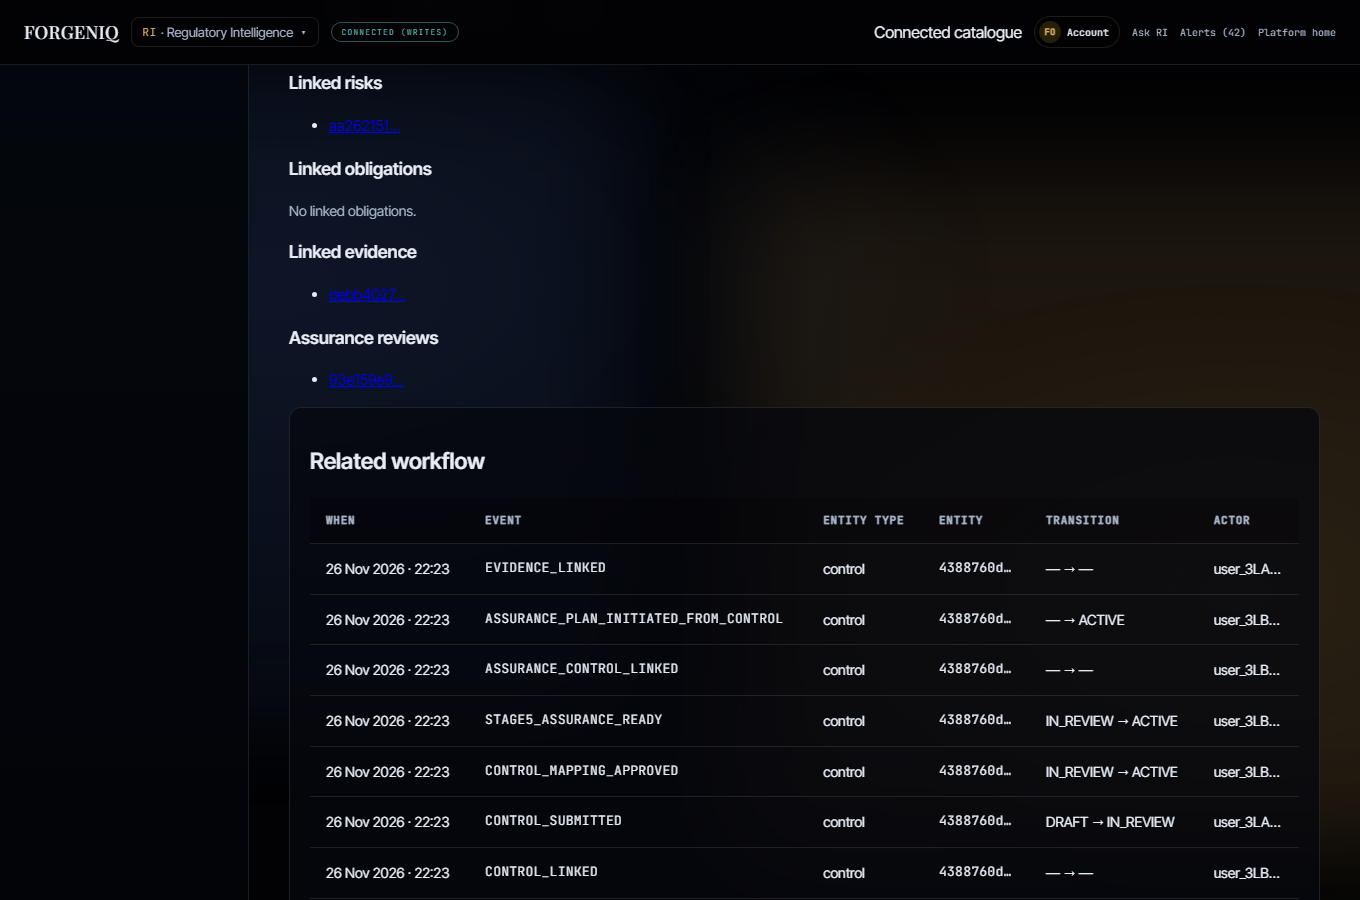 FORGENIQ RI · Regulatory Intelligence ▾ CONNECTED (WRITES) Connected catalogue FO Account Ask RI Alerts (42) Platform home
Linked risks
• aa262151...
Linked obligations
No linked obligations.
Linked evidence
• debb4027...
Assurance reviews
• 93e159e9...
Related workflow
WHEN EVENT ENTITY TYPE ENTITY TRANSITION ACTOR
26 Nov 2026 · 22:23 EVIDENCE_LINKED control 4388760d… — → — user_3LA…
26 Nov 2026 · 22:23 ASSURANCE_PLAN_INITIATED_FROM_CONTROL control 4388760d… — → ACTIVE user_3LB…
26 Nov 2026 · 22:23 ASSURANCE_CONTROL_LINKED control 4388760d… — → — user_3LB…
26 Nov 2026 · 22:23 STAGE5_ASSURANCE_READY control 4388760d… IN_REVIEW → ACTIVE user_3LB…
26 Nov 2026 · 22:23 CONTROL_MAPPING_APPROVED control 4388760d… IN_REVIEW → ACTIVE user_3LB…
26 Nov 2026 · 22:23 CONTROL_SUBMITTED control 4388760d… DRAFT → IN_REVIEW user_3LA…
26 Nov 2026 · 22:23 CONTROL_LINKED control 4388760d… — → — user_3LB…